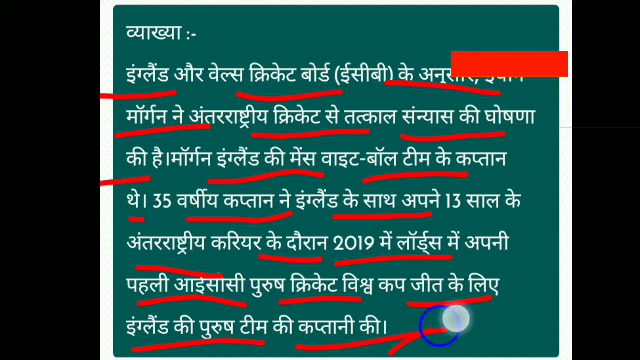 व्याख्या :-
इंग्लैंड और वेल्स क्रिकेट बोर्ड (ईसीबी) के अनुसार,
मॉर्गन ने अंतरराष्ट्रीय क्रिकेट से तत्काल संन्यास की घोषणा
की है।मॉर्गन इंग्लैंड की मेंस वाइट-बॉल टीम के कप्तान
थे। 35 वर्षीय कप्तान ने इंग्लैंड के साथ अपने 13 साल के
अंतरराष्ट्रीय करियर के दौरान 2019 में लॉर्ड्स में अपनी
पहली आईसीसी पुरुष क्रिकेट विश्व कप जीत के लिए
इंग्लैंड की पुरुष टीम की कप्तानी की।